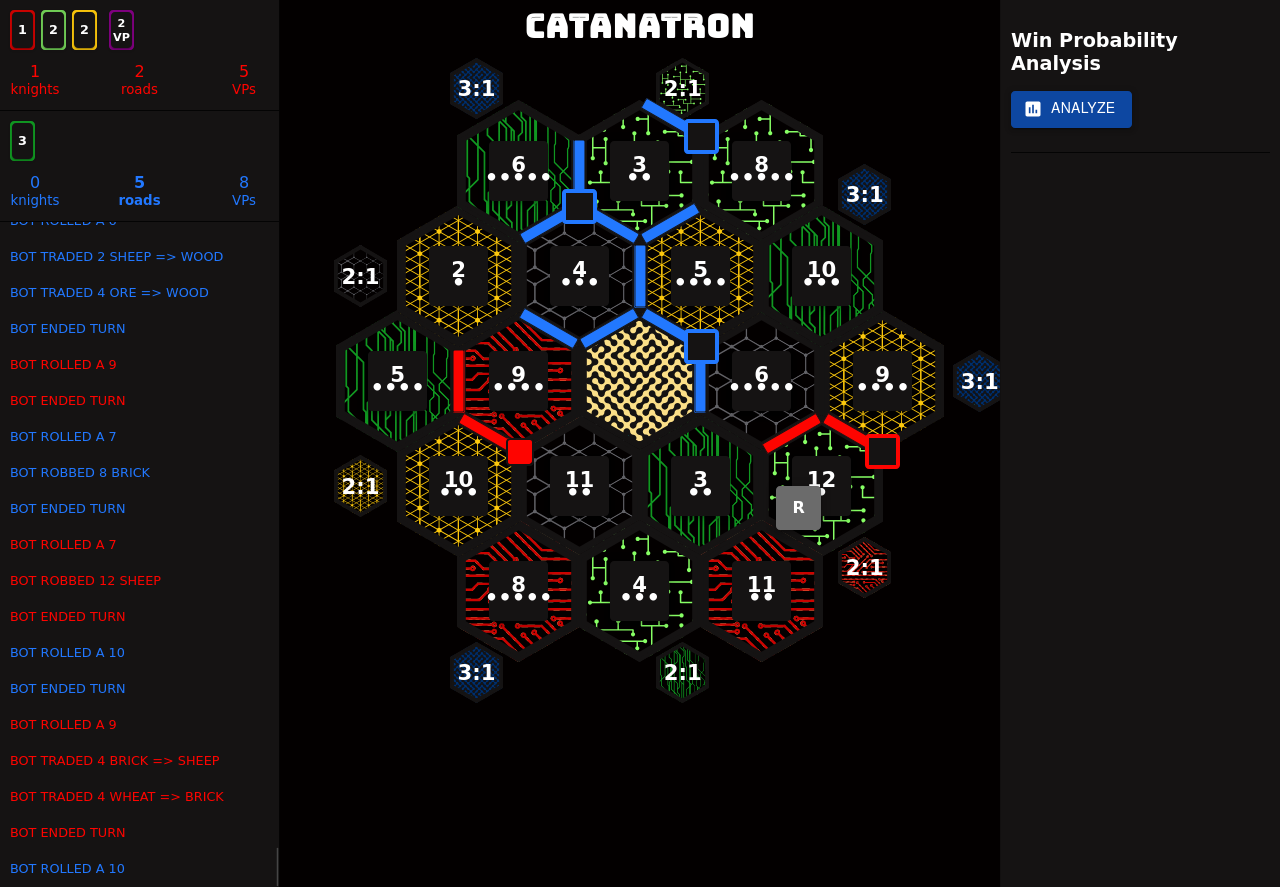 CATANATRON
1 2 2 2 VP
1 2 5
knights roads VPs
3
0 5 8
knights roads VPs
BOT TRADED 2 SHEEP => WOOD
BOT TRADED 4 ORE => WOOD
BOT ENDED TURN
BOT ROLLED A 9
BOT ENDED TURN
BOT ROLLED A 7
BOT ROBBED 8 BRICK
BOT ENDED TURN
BOT ROLLED A 7
BOT ROBBED 12 SHEEP
BOT ENDED TURN
BOT ROLLED A 10
BOT ENDED TURN
BOT ROLLED A 9
BOT TRADED 4 BRICK => SHEEP
BOT TRADED 4 WHEAT => BRICK
BOT ENDED TURN
BOT ROLLED A 10
3:1 2:1
6 3 8
3:1
2:1 2 4 5 10
5 9 6 9 3:1
2:1 10 11 3 12
R
8 4 11 2:1
3:1 2:1
Win Probability
Analysis
ANALYZE